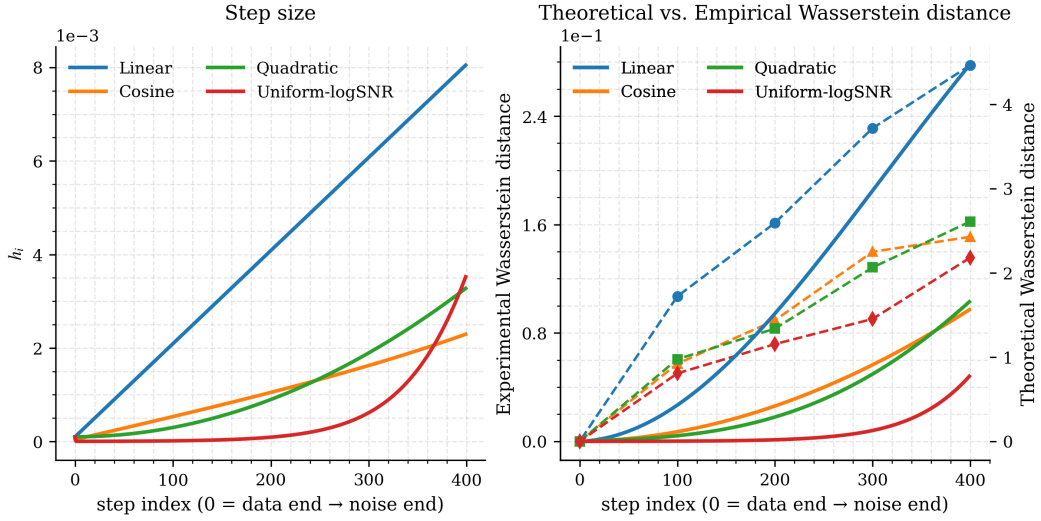 Step size
1e−3
Linear
Cosine
Quadratic
Uniform-logSNR
8
6
4
2
0
h_i
0
100
200
300
400
step index (0 = data end → noise end)
Theoretical vs. Empirical Wasserstein distance
1e−1
Linear
Cosine
Quadratic
Uniform-logSNR
2.4
1.6
0.8
0.0
Experimental Wasserstein distance
4
3
2
1
0
Theoretical Wasserstein distance
0
100
200
300
400
step index (0 = data end → noise end)